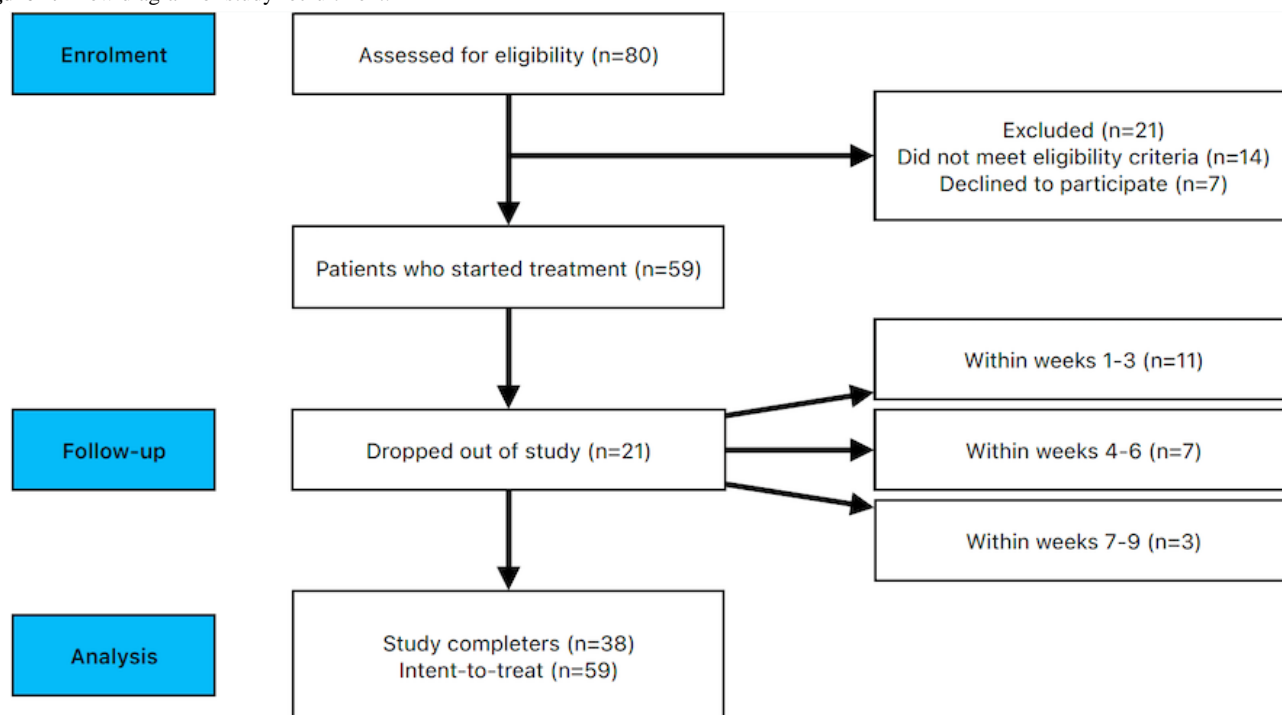 Enrolment
Assessed for eligibility (n=80)
Excluded (n=21)
Did not meet eligibility criteria (n=14)
Declined to participate (n=7)
Patients who started treatment (n=59)
Within weeks 1-3 (n=11)
Follow-up
Dropped out of study (n=21)
Within weeks 4-6 (n=7)
Within weeks 7-9 (n=3)
Analysis
Study completers (n=38)
Intent-to-treat (n=59)